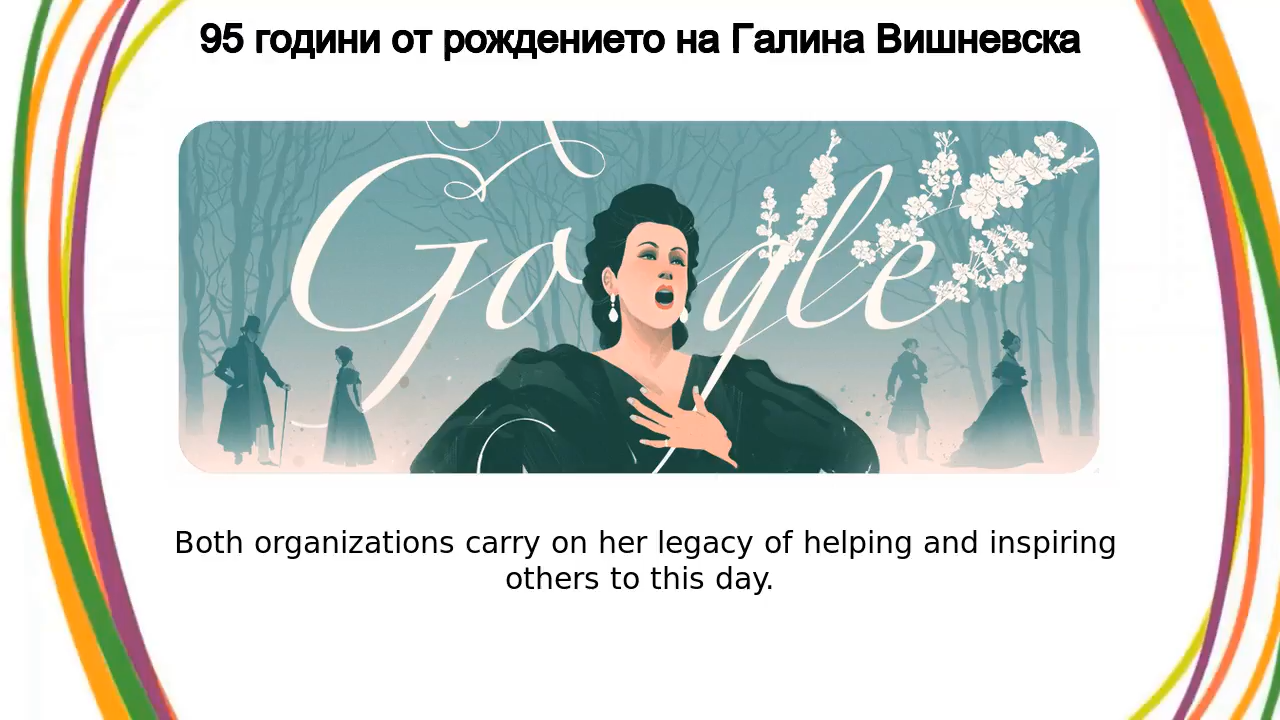 95 години от рождението на Галина Вишневска
Google
Both organizations carry on her legacy of helping and inspiring
others to this day.